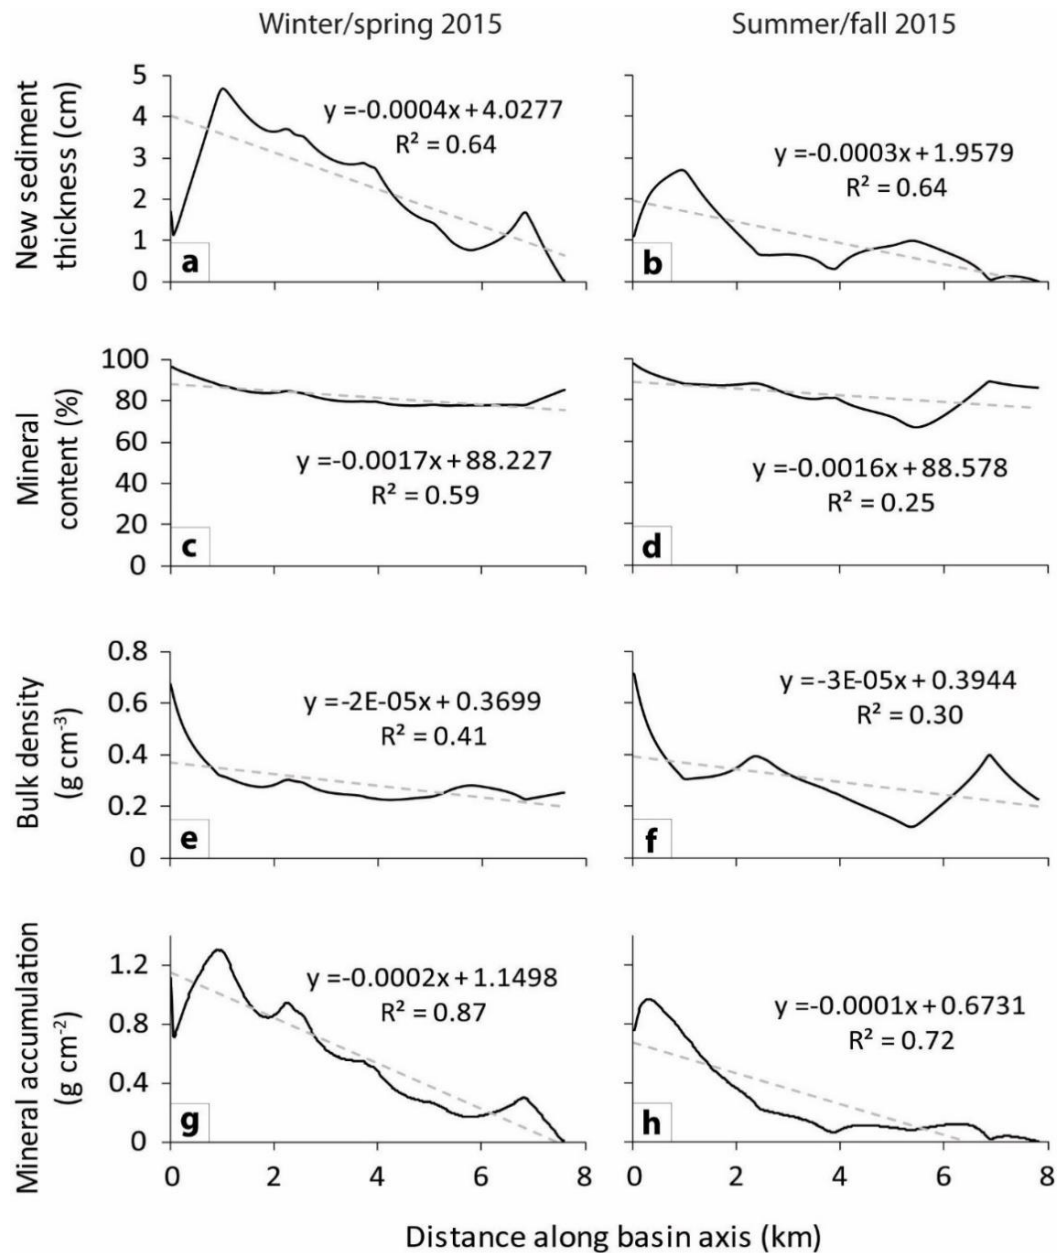 Winter/spring 2015
Summer/fall 2015
New sediment
thickness (cm)
5
4
3
2
1
0
y =-0.0004x + 4.0277
R² = 0.64
a
y =-0.0003x + 1.9579
R² = 0.64
b
Mineral
content (%)
100
80
60
40
20
0
y =-0.0017x + 88.227
R² = 0.59
c
y =-0.0016x + 88.578
R² = 0.25
d
Bulk density
(g cm⁻³)
0.8
0.6
0.4
0.2
0
y =-2E-05x + 0.3699
R² = 0.41
e
y =-3E-05x + 0.3944
R² = 0.30
f
Mineral accumulation
(g cm⁻²)
1.2
0.8
0.4
0
y =-0.0002x + 1.1498
R² = 0.87
g
y =-0.0001x + 0.6731
R² = 0.72
h
0 2 4 6 8
0 2 4 6 8
Distance along basin axis (km)